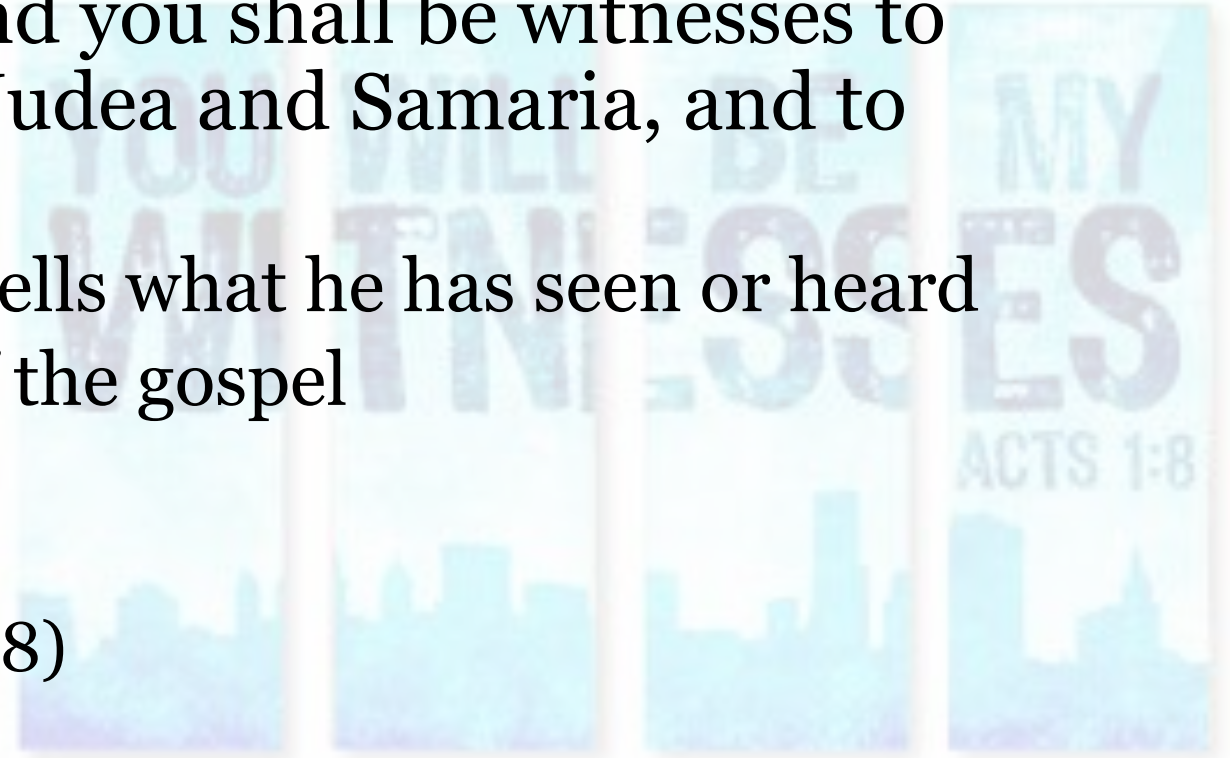 nd you shall be witnesses to
Judea and Samaria, and to
ells what he has seen or heard
the gospel
8)
YOU WILL BE MY
WITNESSES
ACTS 1:8